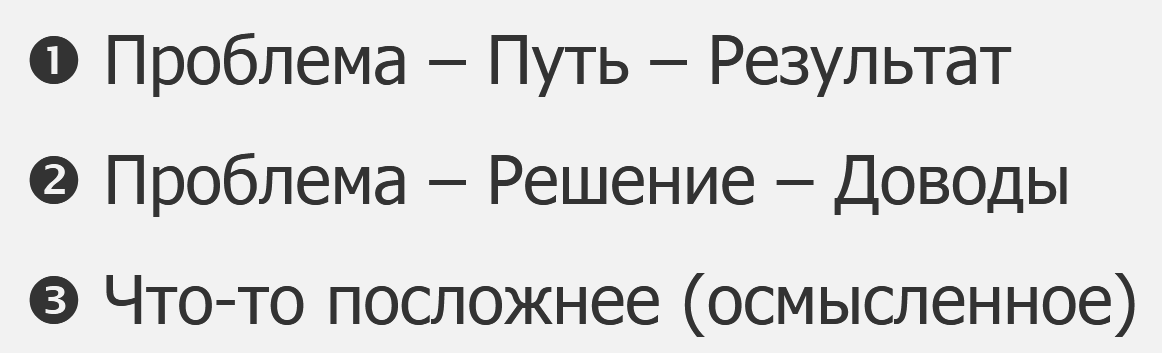 ❶ Проблема – Путь – Результат
❷ Проблема – Решение – Доводы
❸ Что-то посложнее (осмысленное)